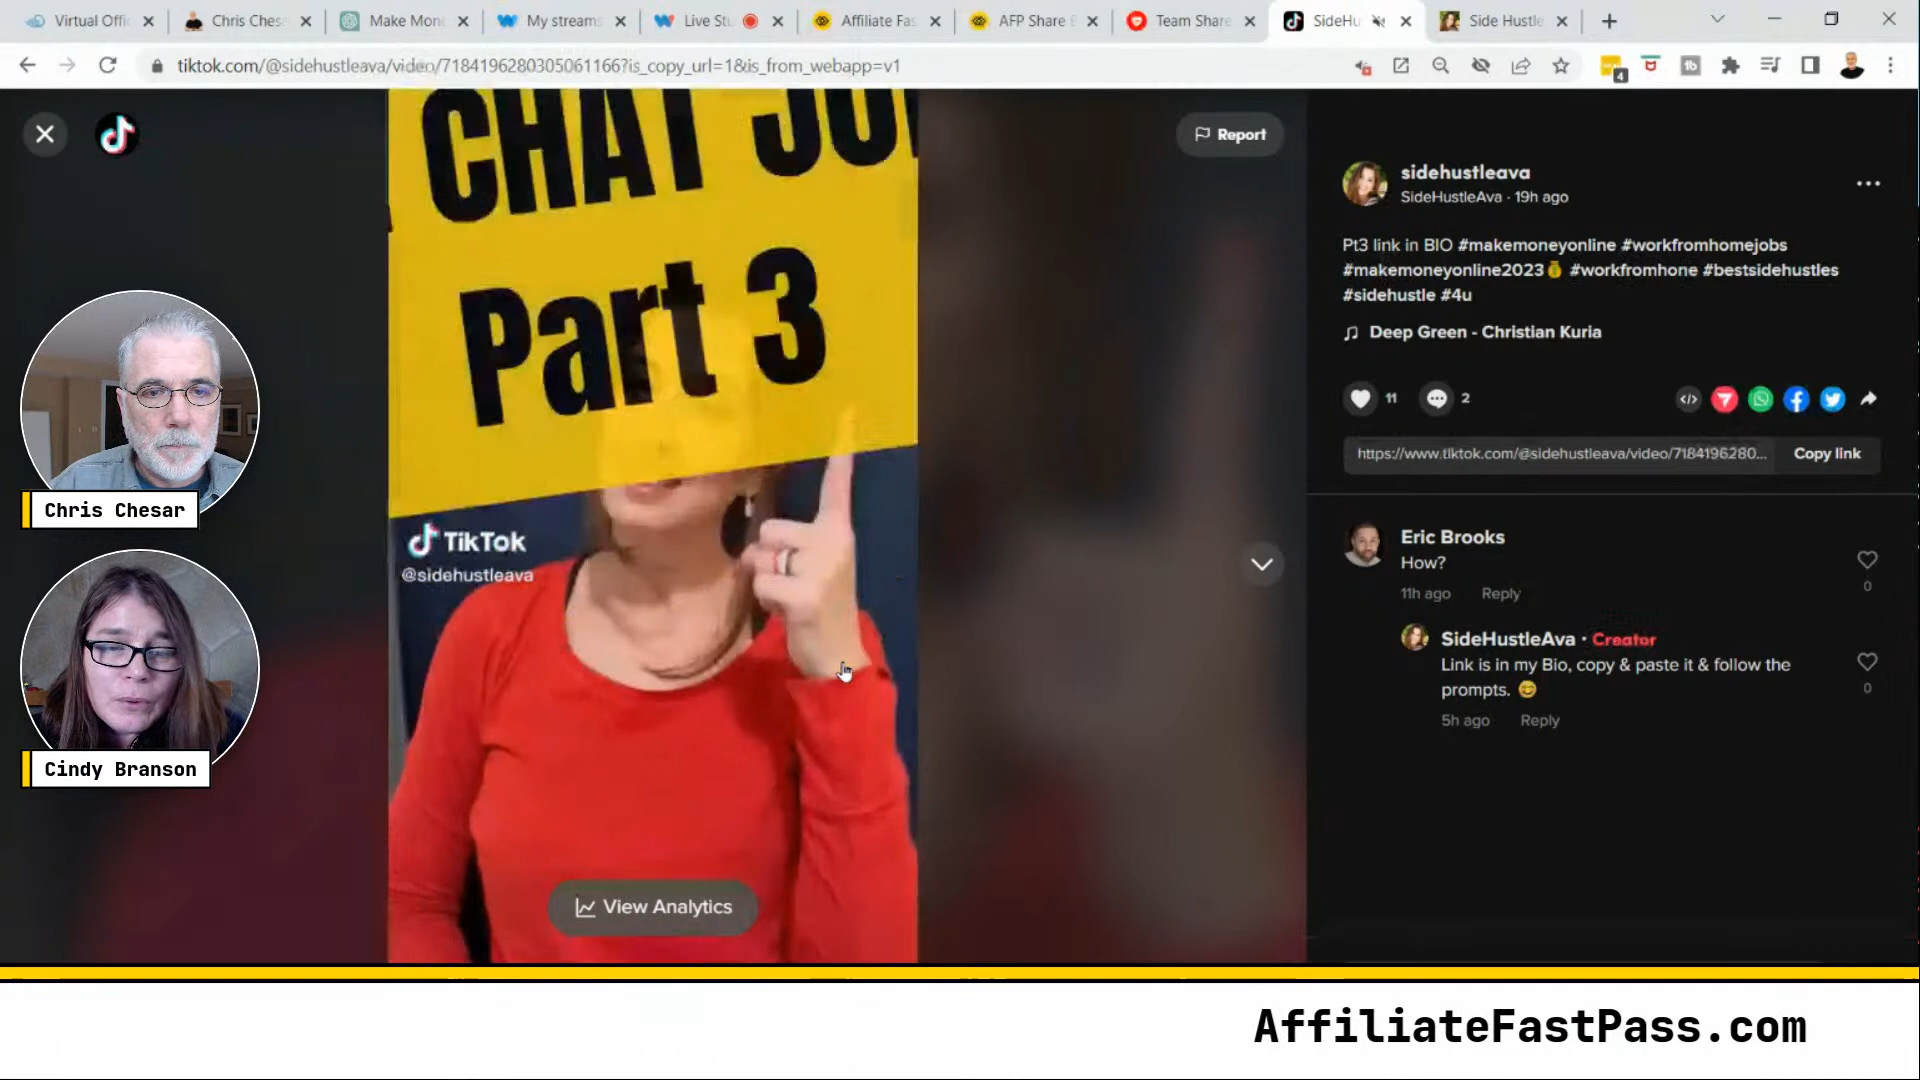 Virtual Offi
Chris Ches
Make Mon
My streams
Live Stu
Affiliate Fas
AFP Share
Team Share
SideHu
Side Hustle
tiktok.com/@sidehustleava/video/7184196280305061166?is_copy_url=1&is_from_webapp=v1
4
CHAT JO
Part 3
TikTok
@sidehustleava
View Analytics
Report
Chris Chesar
Cindy Branson
sidehustleava
SideHustleAva · 19h ago
Pt3 link in BIO #makemoneyonline #workfromhomejobs
#makemoneyonline2023💰 #workfromhone #bestsidehustles
#sidehustle #4u
Deep Green - Christian Kuria
11
2
https://www.tiktok.com/@sidehustleava/video/7184196280...
Copy link
Eric Brooks
How?
11h ago Reply
0
SideHustleAva · Creator
Link is in my Bio, copy & paste it & follow the
prompts. 😊
0
5h ago Reply
AffiliateFastPass.com